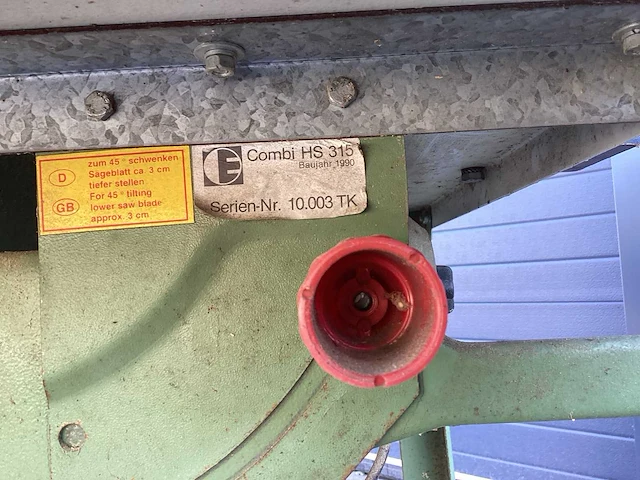 D
zum 45° schwenken
Sägeblatt ca. 3 cm
tiefer stellen
GB
For 45° tilting
lower saw blade
approx. 3 cm
E
Combi HS 315
Baujahr 1990
Serien-Nr. 10.003 TK